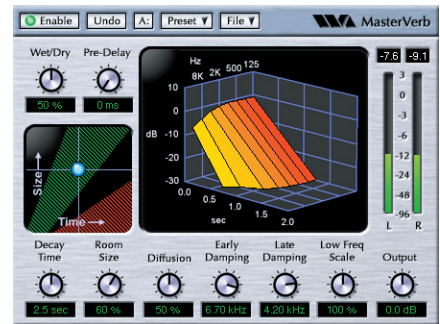 Enable Undo A: Preset File MasterVerb
Wet/Dry Pre-Delay
50 % 0 ms
Hz
8K 2K 500 125
10
0
dB -10
-20
-30
0.0 0.5 1.0 1.5 2.0
sec
-7.6 -9.1
3
0
-3
-6
-12
-24
-48
-96
L R
Size
Time
Decay Time
Room Size
Diffusion
Early Damping
Late Damping
Low Freq Scale
Output
2.5 sec 60 % 50 % 6.70 kHz 4.20 kHz 100 % 0.0 dB